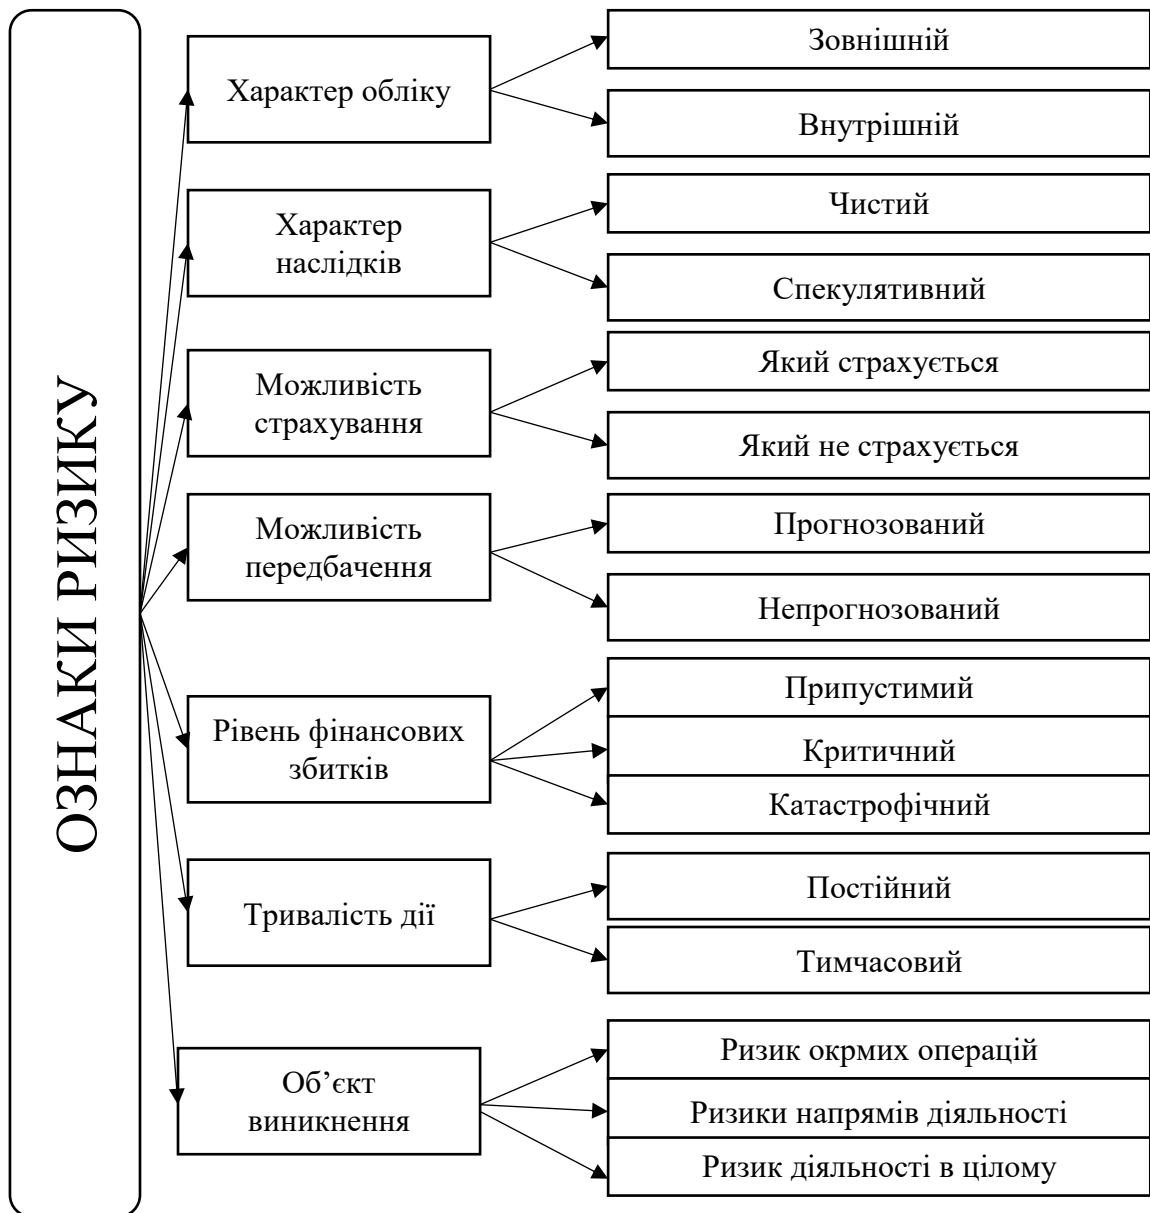 ОЗНАКИ РИЗИКУ
Характер обліку
Зовнішній
Внутрішній
Характер
наслідків
Чистий
Спекулятивний
Можливість
страхування
Який страхується
Який не страхується
Можливість
передбачення
Прогнозований
Непрогнозований
Рівень фінансових
збитків
Припустимий
Критичний
Катастрофічний
Тривалість дії
Постійний
Тимчасовий
Об’єкт
виникнення
Ризик окрмих операцій
Ризики напрямів діяльності
Ризик діяльності в цілому